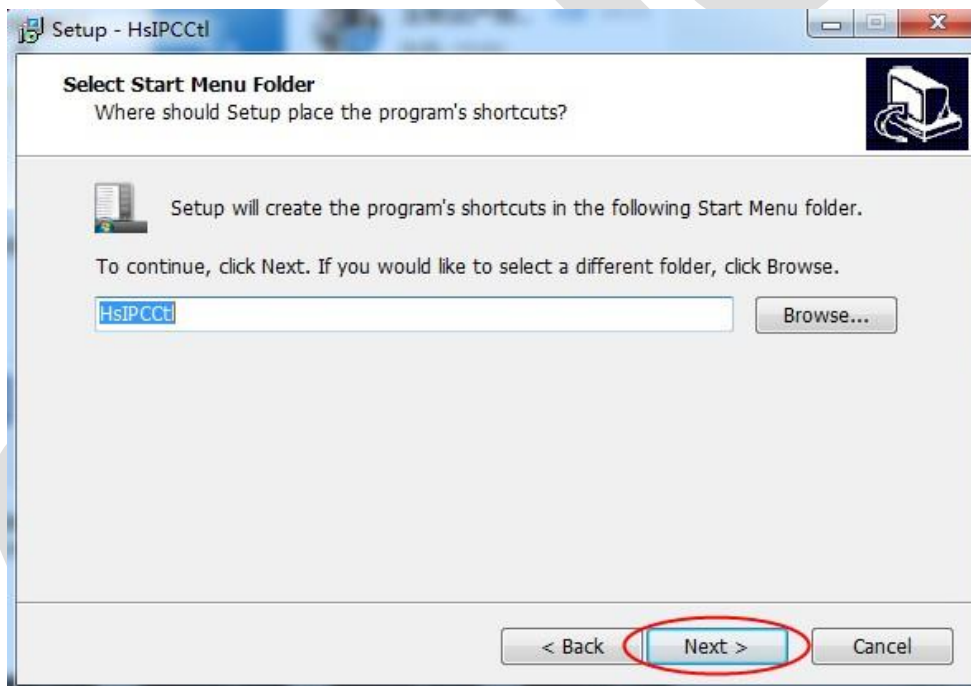 Setup - HsIPCCtl
Select Start Menu Folder
Where should Setup place the program's shortcuts?
Setup will create the program's shortcuts in the following Start Menu folder.
To continue, click Next. If you would like to select a different folder, click Browse.
HsIPCCtl
Browse...
< Back
Next >
Cancel